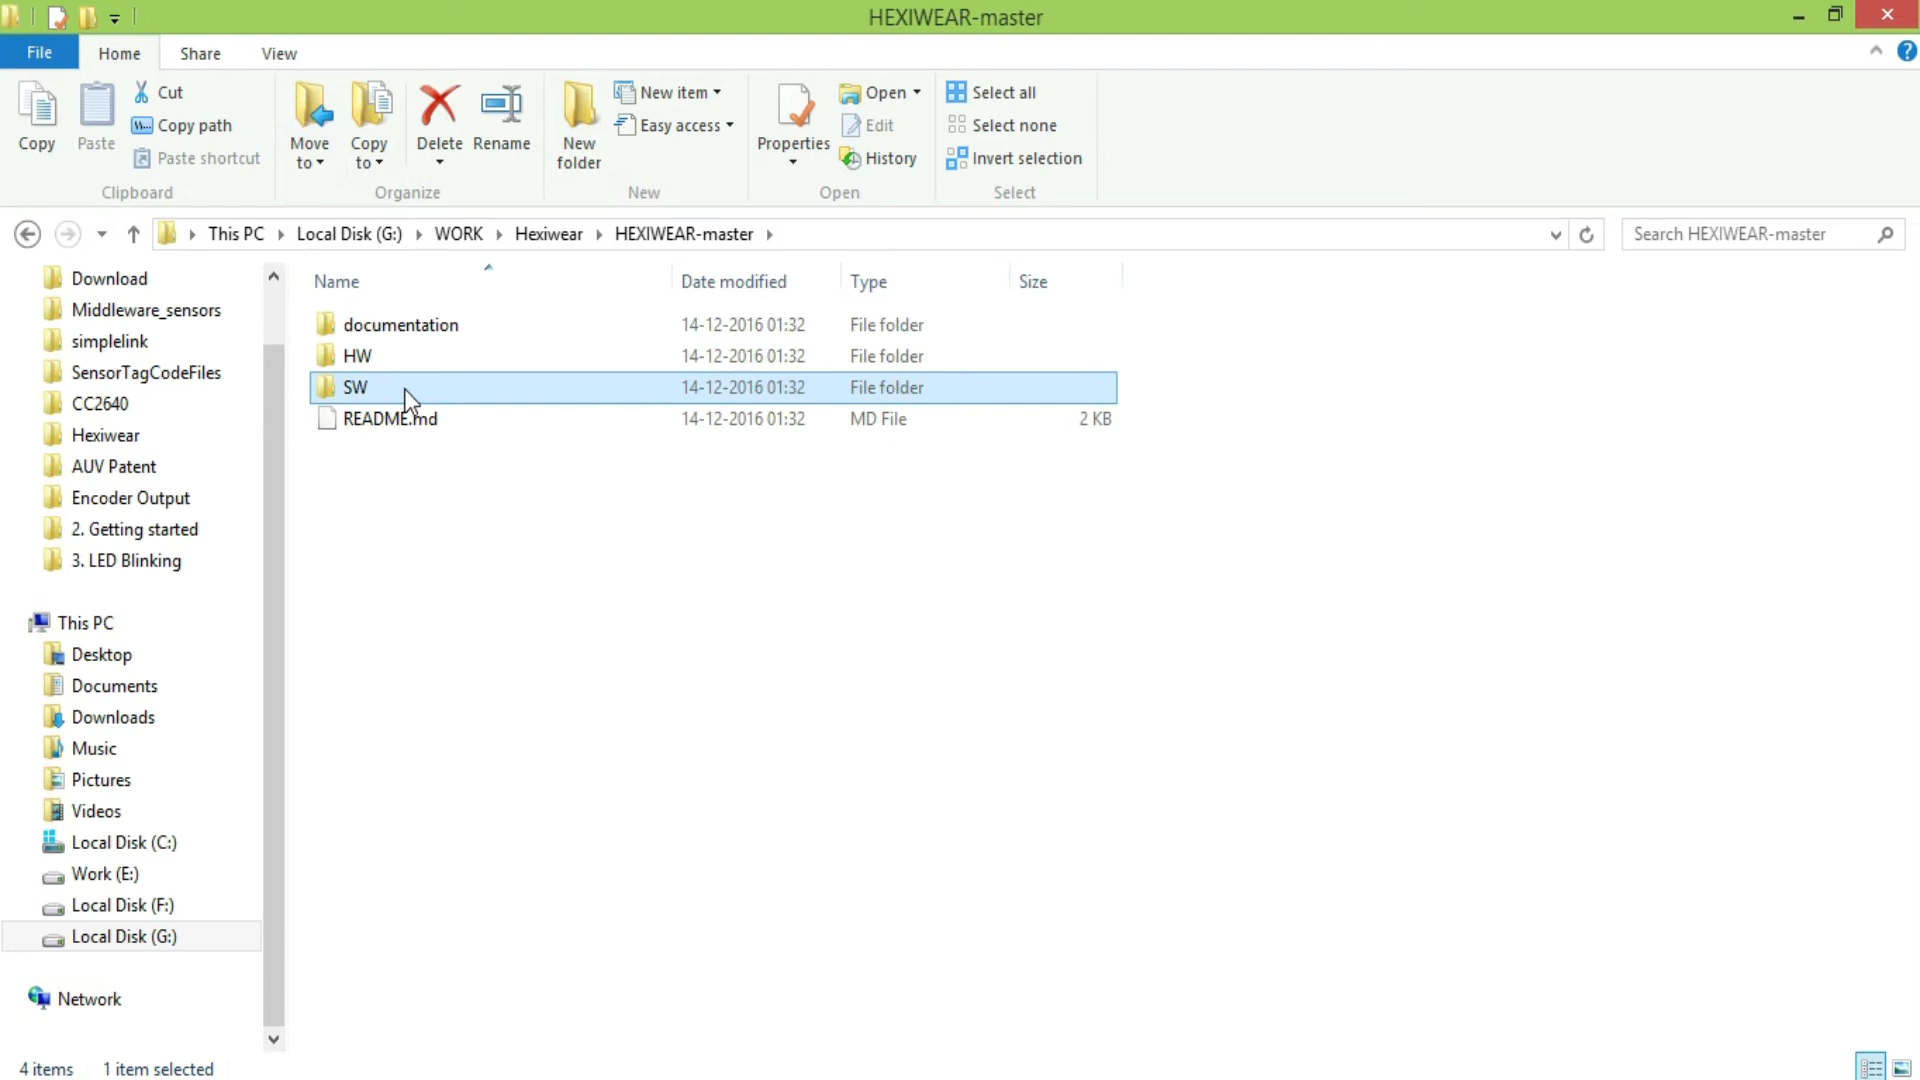 HEXIWEAR-master
File Home Share View
Copy
Paste
Cut
Copy path
Paste shortcut
Clipboard
Move to
Copy to
Delete
Rename
Organize
New folder
New item
Easy access
New
Properties
Open
Edit
History
Open
Select all
Select none
Invert selection
Select
This PC Local Disk (G:) WORK Hexiwear HEXIWEAR-master
Search HEXIWEAR-master
Download
Middleware_sensors
simplelink
SensorTagCodeFiles
CC2640
Hexiwear
AUV Patent
Encoder Output
2. Getting started
3. LED Blinking
This PC
Desktop
Documents
Downloads
Music
Pictures
Videos
Local Disk (C:)
Work (E:)
Local Disk (F:)
Local Disk (G:)
Network
Name Date modified Type Size
documentation 14-12-2016 01:32 File folder
HW 14-12-2016 01:32 File folder
SW 14-12-2016 01:32 File folder
README.md 14-12-2016 01:32 MD File 2 KB
4 items 1 item selected